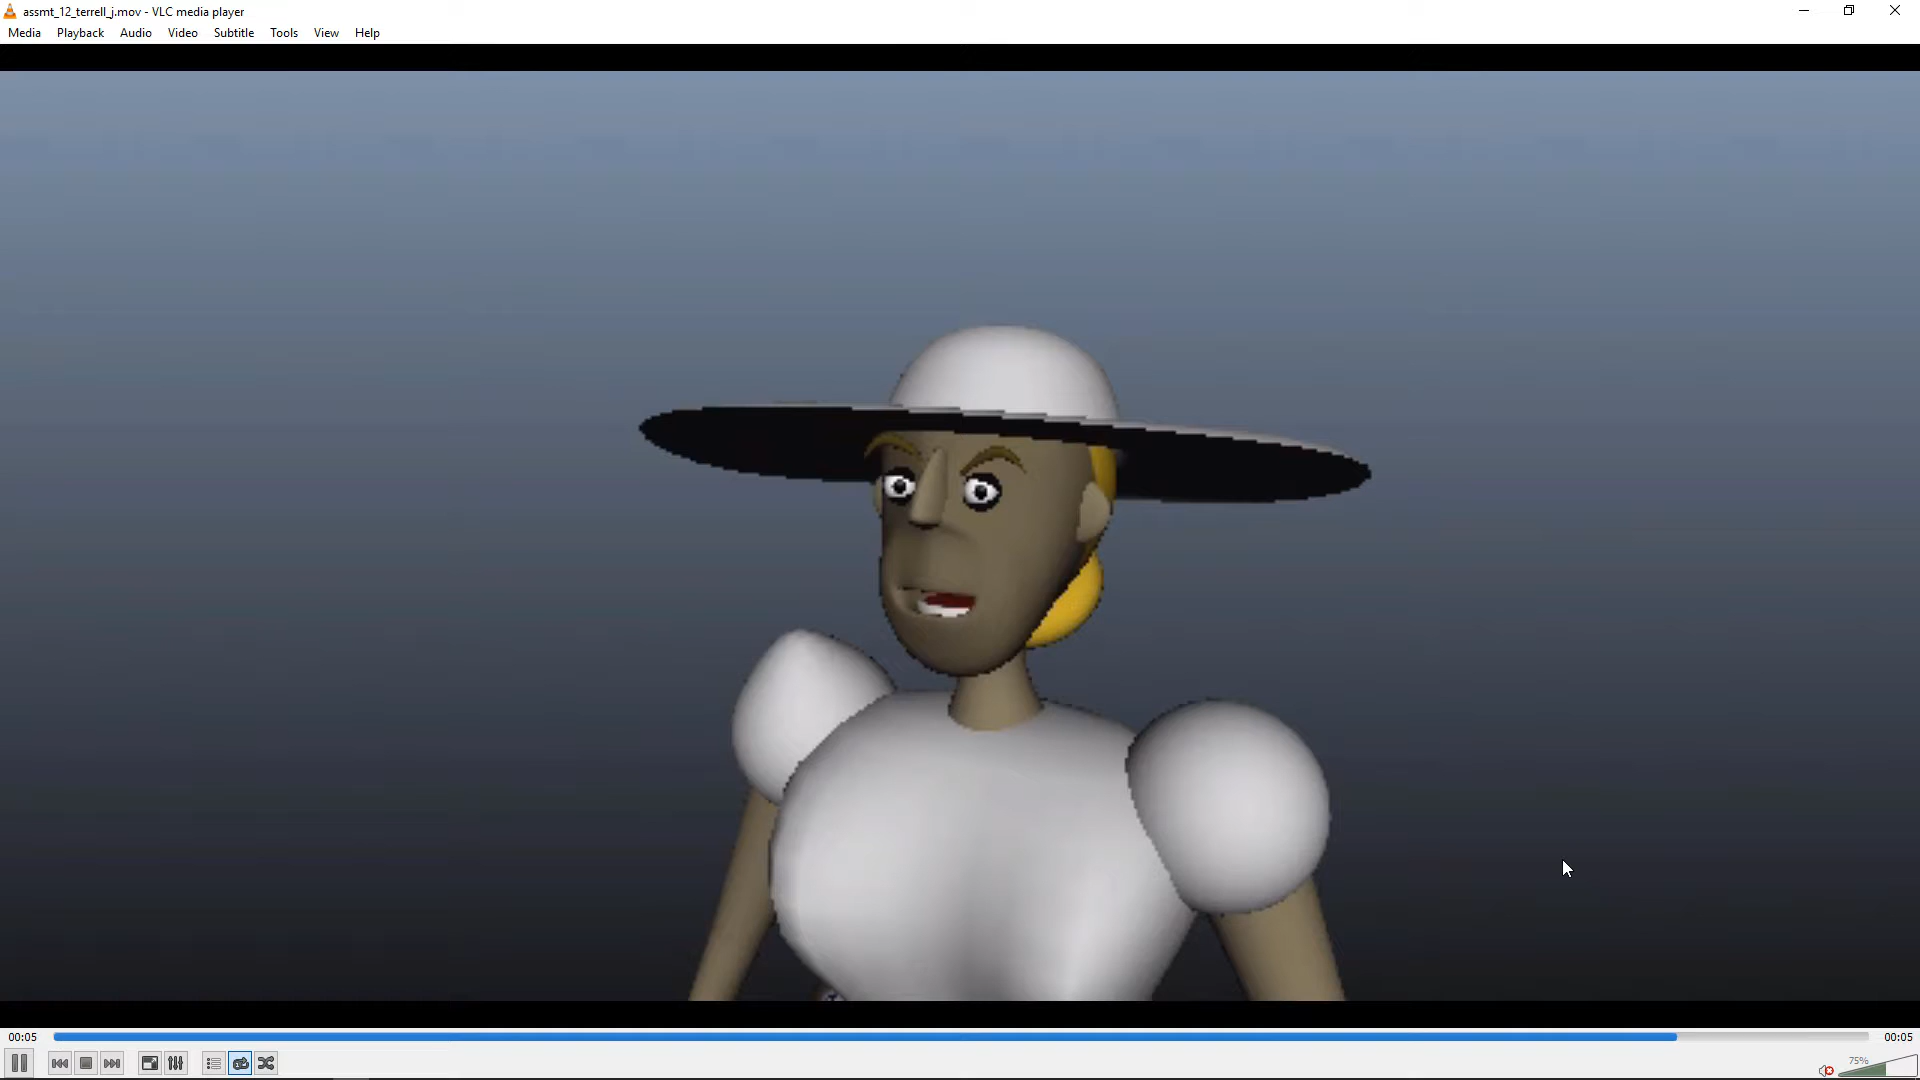 assmt_12_terrell_j.mov - VLC media player
Media Playback Audio Video Subtitle Tools View Help
00:05 00:05
75%